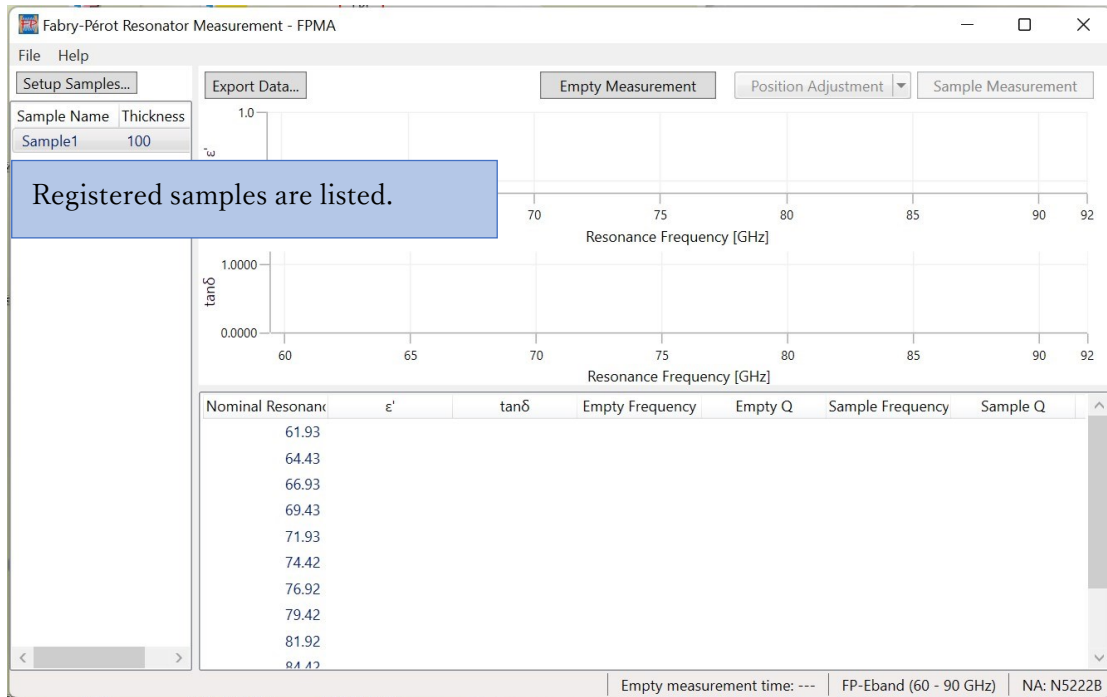 Fabry-Pérot Resonator Measurement - FPMA
File Help
Setup Samples...
Export Data...
Empty Measurement
Position Adjustment
Sample Measurement
Sample Name Thickness
Sample1 100
Registered samples are listed.
1.0
ε'
70 75 80 85 90 92
Resonance Frequency [GHz]
1.0000
tanδ
0.0000
60 65 70 75 80 85 90 92
Resonance Frequency [GHz]
Nominal Resonanc ε' tanδ Empty Frequency Empty Q Sample Frequency Sample Q
61.93
64.43
66.93
69.43
71.93
74.42
76.92
79.42
81.92
84.42
Empty measurement time: --- FP-Eband (60 - 90 GHz) NA: N5222B